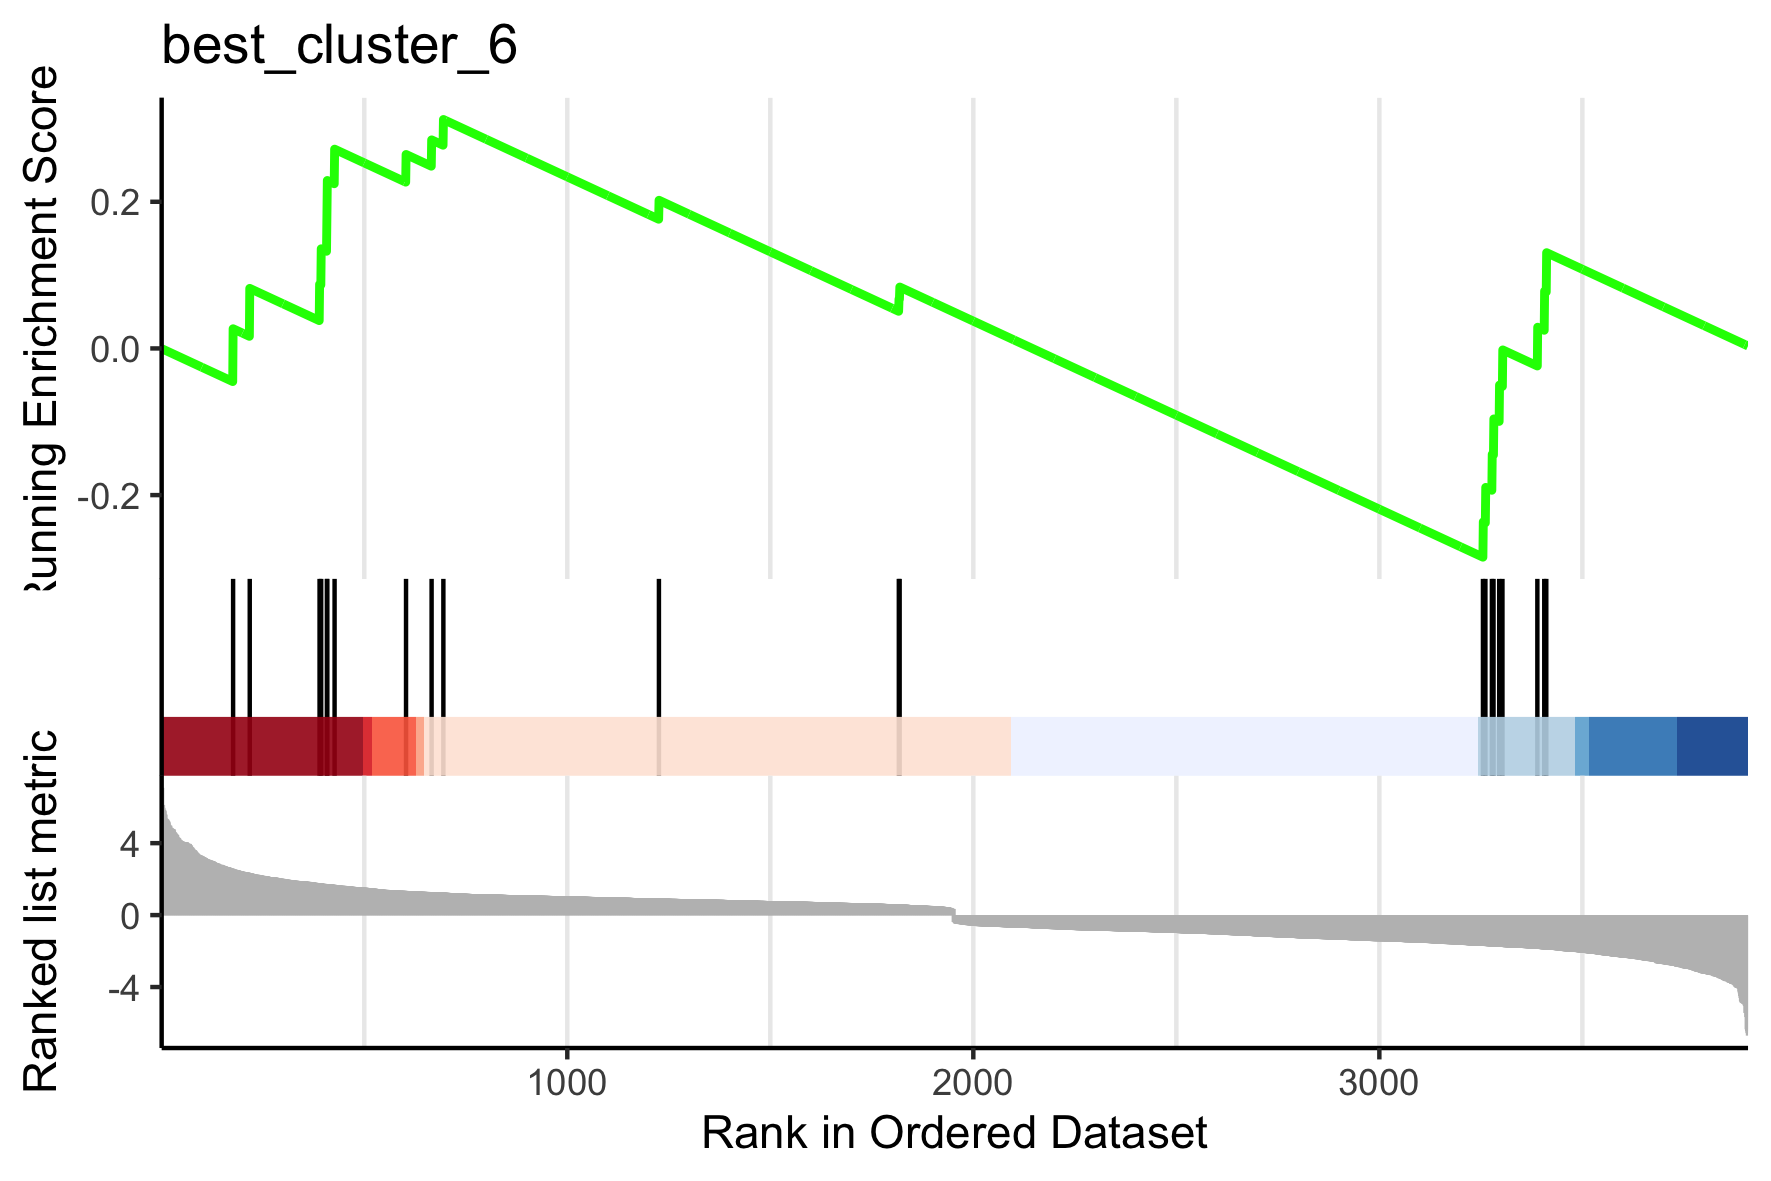 best_cluster_6
Running Enrichment Score
0.2
0.0
-0.2
Ranked list metric
4
0
-4
1000
2000
3000
Rank in Ordered Dataset